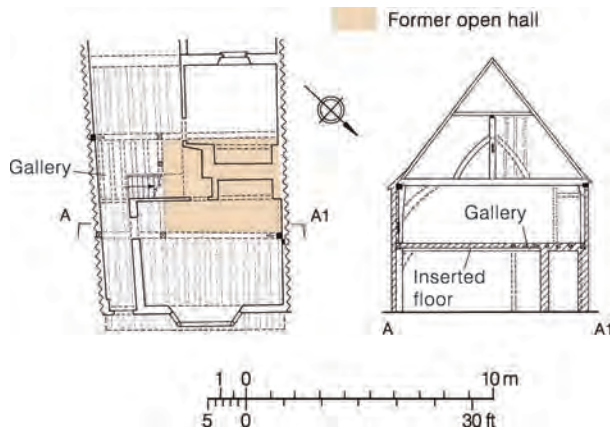 Former open hall
Gallery
A
A1
Gallery
Inserted
floor
A
A1
1 0 10 m
5 0 30 ft